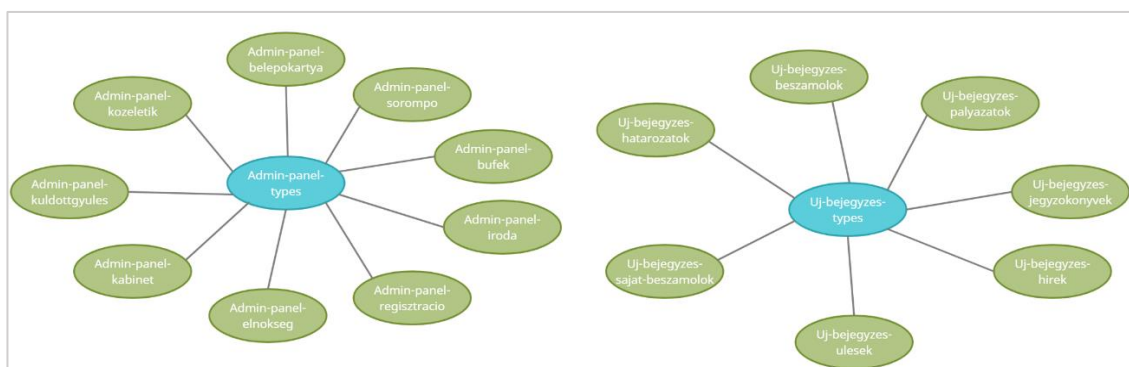 Admin-panel-
belepokartya
Admin-panel-
sorompo
Admin-panel-
kozeletik
Admin-panel-
bufek
Admin-panel-
types
Admin-panel-
kuldottgyules
Admin-panel-
iroda
Admin-panel-
kabinet
Admin-panel-
regisztracio
Admin-panel-
elnokseg
Uj-bejegyzes-
beszamolok
Uj-bejegyzes-
palyazatok
Uj-bejegyzes-
hatarozatok
Uj-bejegyzes-
jegyzokonyvek
Uj-bejegyzes-
types
Uj-bejegyzes-
sajat-beszamolok
Uj-bejegyzes-
hirek
Uj-bejegyzes-
ulesek